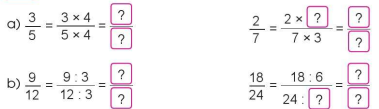 a) 3/5 = (3 × 4)/(5 × 4) = ?/?    2/7 = (2 × ?)/(7 × 3) = ?/?
b) 9/12 = (9 : 3)/(12 : 3) = ?/?    18/24 = (18 : 6)/(24 : ?) = ?/?